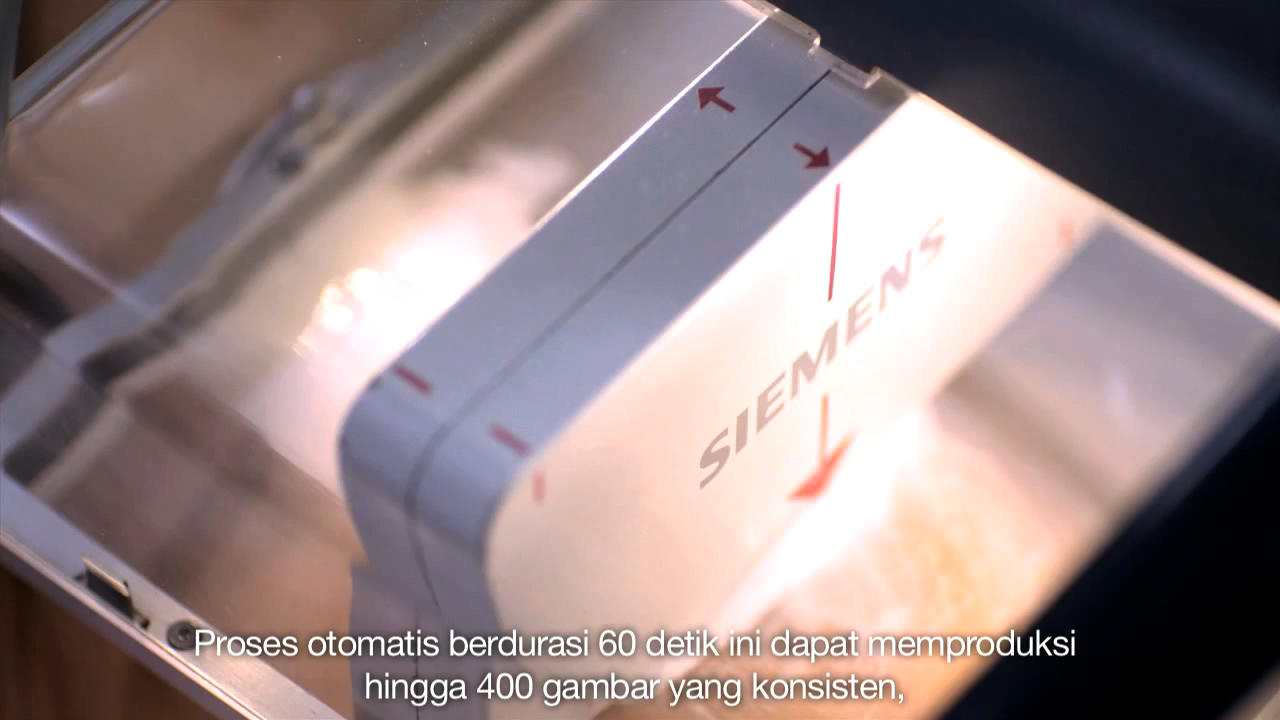 SIEMENS
Proses otomatis berdurasi 60 detik ini dapat memproduksi
hingga 400 gambar yang konsisten,